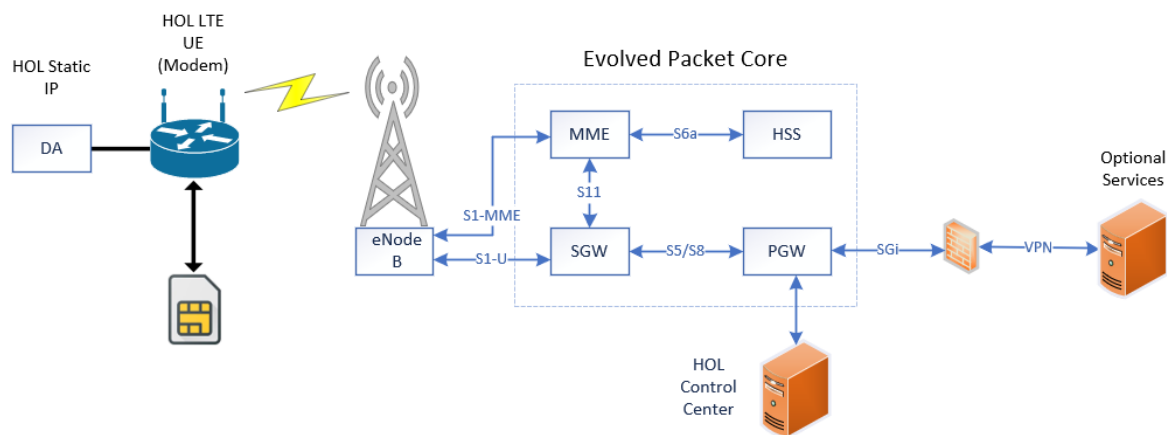 HOL LTE
UE
(Modem)
HOL Static
IP
DA
Evolved Packet Core
MME
S6a
HSS
S11
S1-MME
eNode
B
S1-U
SGW
S5/S8
PGW
SGi
VPN
Optional
Services
HOL
Control
Center